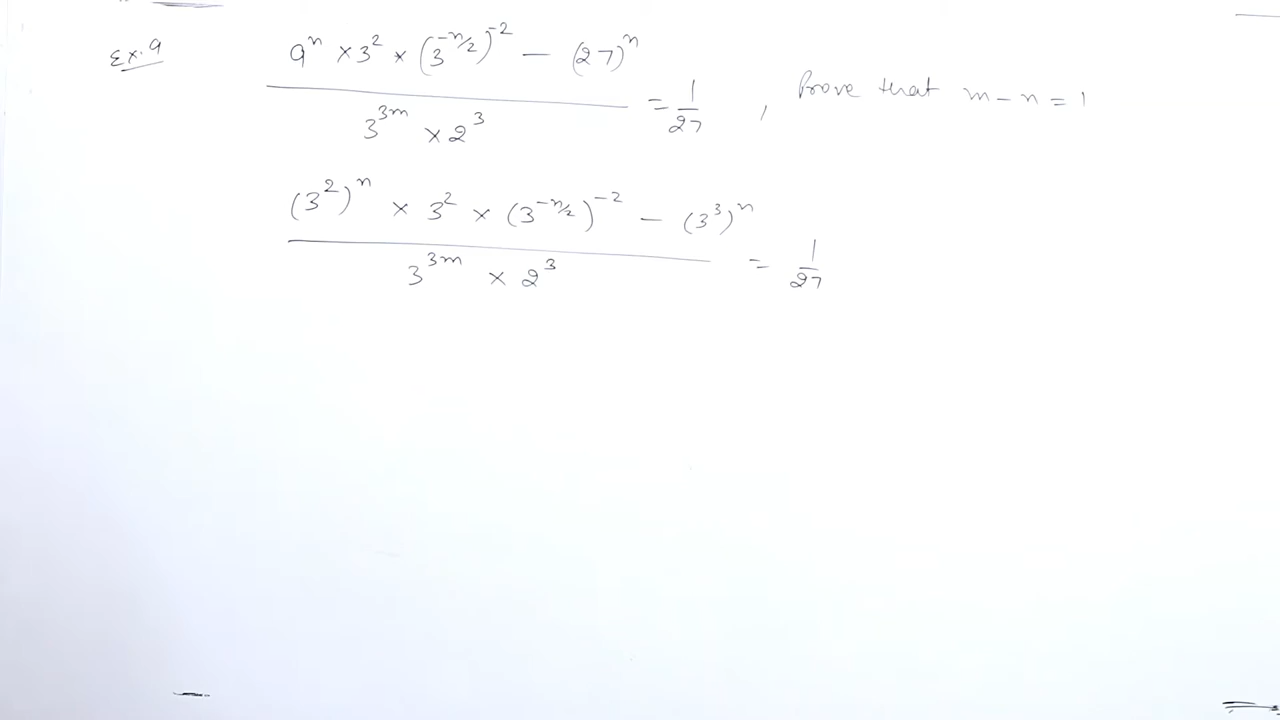 Ex.9 9^n × 3^2 × (3^{-n/2})^{-2} − (27)^n / 3^{3m} × 2^3 = 1/27 , Prove that m − n = 1
(3^2)^n × 3^2 × (3^{-n/2})^{-2} − (3^3)^n / 3^{3m} × 2^3 = 1/27